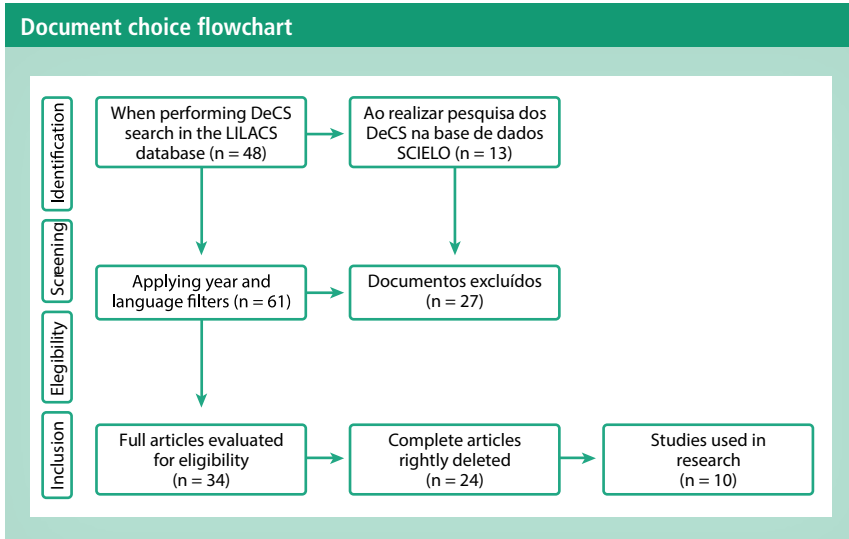 Document choice flowchart
Identification
When performing DeCS
search in the LILACS
database (n = 48)
Ao realizar pesquisa dos
DeCS na base de dados
SCIELO (n = 13)
Screening
Applying year and
language filters (n = 61)
Documentos excluídos
(n = 27)
Elegibility
Inclusion
Full articles evaluated
for eligibility
(n = 34)
Complete articles
rightly deleted
(n = 24)
Studies used in
research
(n = 10)